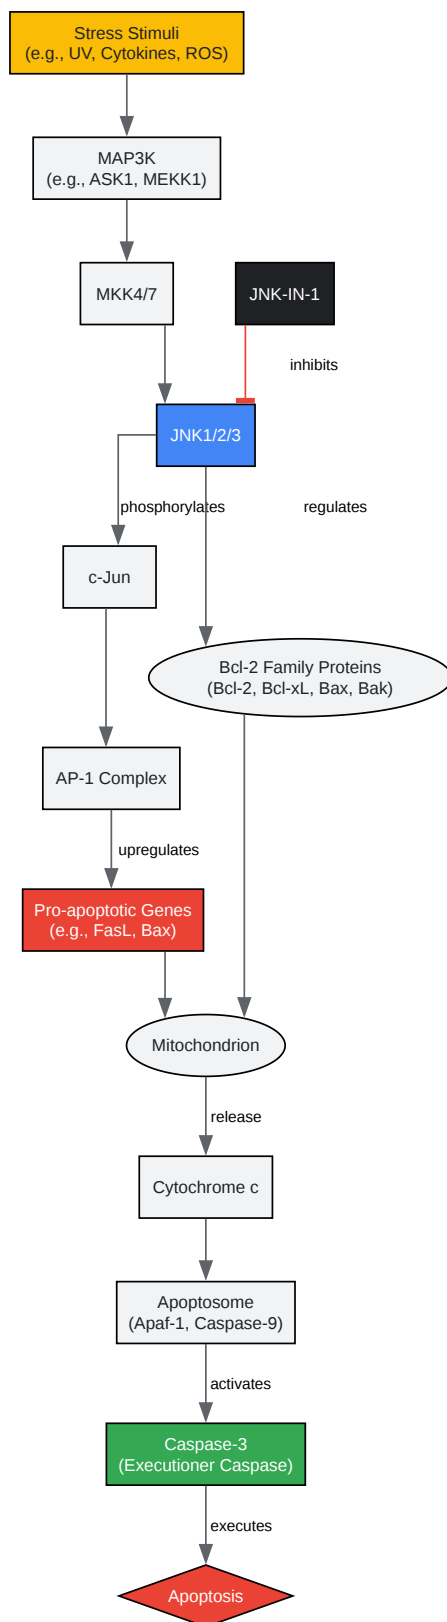 Stress Stimuli
(e.g., UV, Cytokines, ROS)
MAP3K
(e.g., ASK1, MEKK1)
MKK4/7
JNK-IN-1
inhibits
JNK1/2/3
phosphorylates
regulates
c-Jun
Bcl-2 Family Proteins
(Bcl-2, Bcl-xL, Bax, Bak)
AP-1 Complex
upregulates
Pro-apoptotic Genes
(e.g., FasL, Bax)
Mitochondrion
release
Cytochrome c
Apoptosome
(Apaf-1, Caspase-9)
activates
Caspase-3
(Executioner Caspase)
executes
Apoptosis